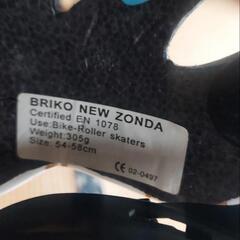 BRIKO NEW ZONDA
Certified EN 1078
Use:Bike-Roller skaters
Weight:305g
Size: 54-58cm
CE 02-0497